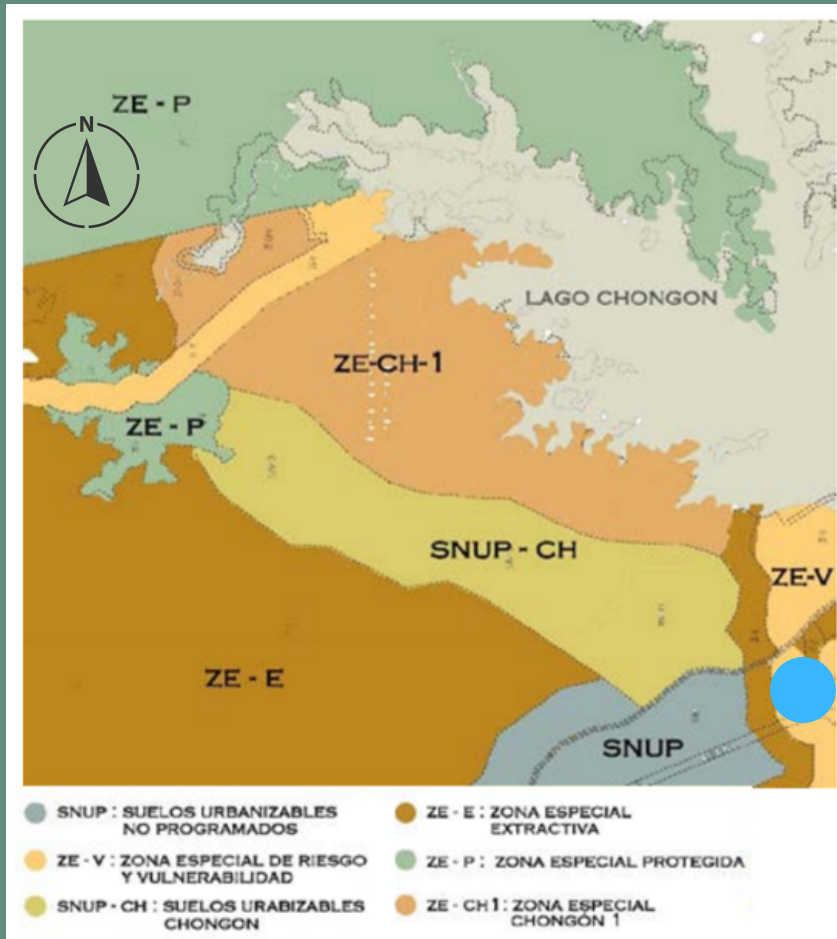 ZE - P
N
LAGO CHONGON
ZE-CH-1
ZE - P
SNUP - CH
ZE-V
ZE - E
SNUP
SNUP : SUELOS URBANIZABLES
NO PROGRAMADOS
ZE - V : ZONA ESPECIAL DE RIESGO
Y VULNERABILIDAD
SNUP - CH : SUELOS URABIZABLES
CHONGON
ZE - E : ZONA ESPECIAL
EXTRACTIVA
ZE - P : ZONA ESPECIAL PROTEGIDA
ZE - CH1 : ZONA ESPECIAL
CHONGÓN 1